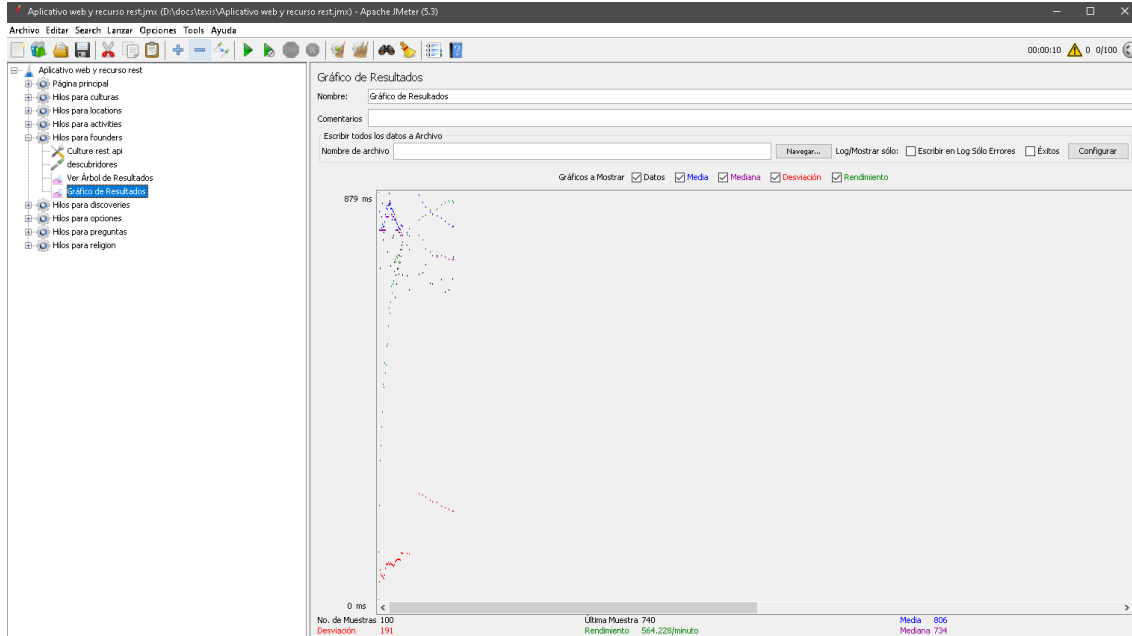 Aplicativo web y recurso rest.jmx (D:\docs\texis\Aplicativo web y recurso rest.jmx) - Apache JMeter (5.3)
Archivo Editar Search Lanzar Opciones Tools Ayuda
00:00:10 0 0/100
Aplicativo web y recurso rest
Página principal
Hilos para culturas
Hilos para locations
Hilos para activities
Hilos para founders
Culture rest api
descubridores
Ver Árbol de Resultados
Gráfico de Resultados
Hilos para discoveries
Hilos para opciones
Hilos para preguntas
Hilos para religion
Gráfico de Resultados
Nombre: Gráfico de Resultados
Comentarios
Escribir todos los datos a Archivo
Nombre de archivo Navegar... Log/Mostrar sólo: Escribir en Log Sólo Errores Éxitos Configurar
Gráficos a Mostrar Datos Media Mediana Desviación Rendimiento
879 ms
0 ms
No. de Muestras 100 Última Muestra 740 Media 806
Desviación 191 Rendimiento 564.228/minuto Mediana 734